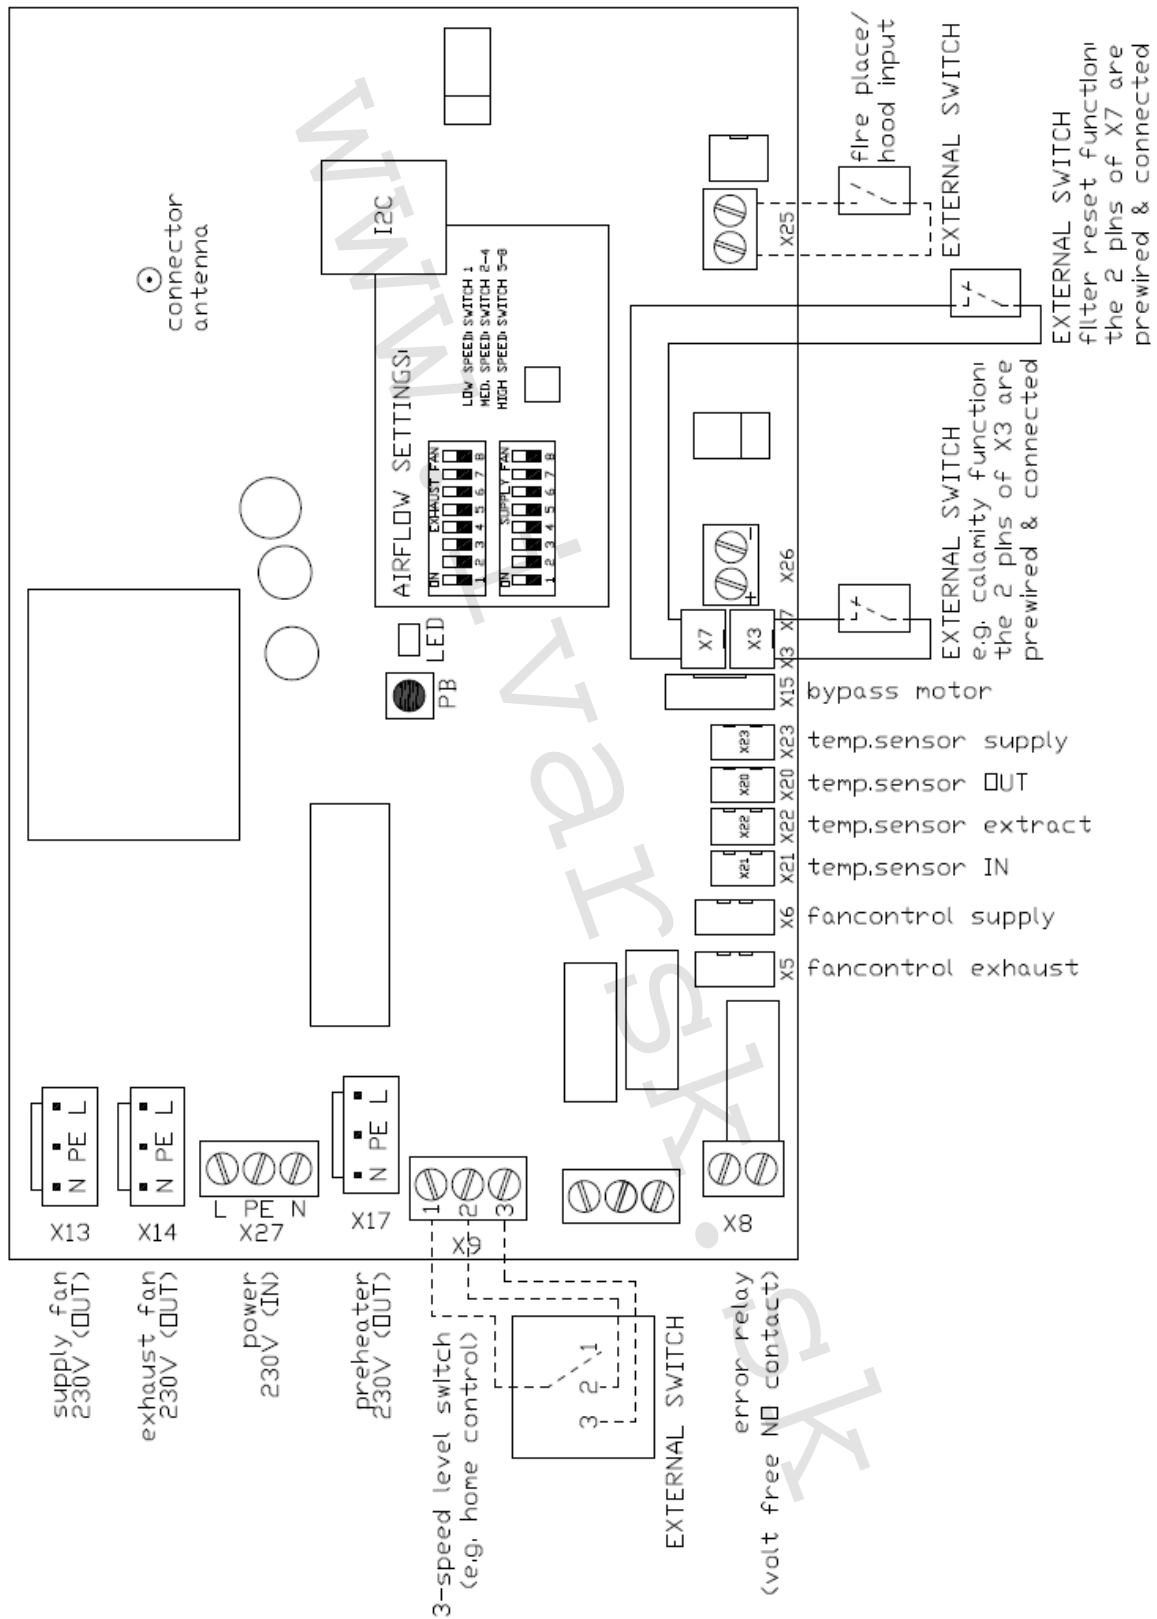 connector
antenna
I2C
AIRFLOW SETTINGS:
LOW SPEED: SWITCH 1
MED. SPEED: SWITCH 2-4
HIGH SPEED: SWITCH 5-8
ON EXHAUST FAN
1 2 3 4 5 6 7 8
ON SUPPLY FAN
1 2 3 4 5 6 7 8
LED
PB
fire place/
hood input
EXTERNAL SWITCH
X25
EXTERNAL SWITCH
filter reset function:
the 2 pins of X7 are
prewired & connected
EXTERNAL SWITCH
e.g. calamity function:
the 2 pins of X3 are
prewired & connected
X26
+ -
X7
X7
X3
X3
X15 bypass motor
X23
X23 temp.sensor supply
X20
X20 temp.sensor OUT
X22
X22 temp.sensor extract
X21
X21 temp.sensor IN
X6 fancontrol supply
X5 fancontrol exhaust
N PE L
X13
supply fan
230V (OUT)
N PE L
X14
exhaust fan
230V (OUT)
L PE N
X27
power
230V (IN)
N PE L
X17
preheater
230V (OUT)
1 2 3
X9
3-speed level switch
(e.g. home control)
1
2
3
EXTERNAL SWITCH
X8
error relay
(volt free NO contact)
www.ivarsk.sk